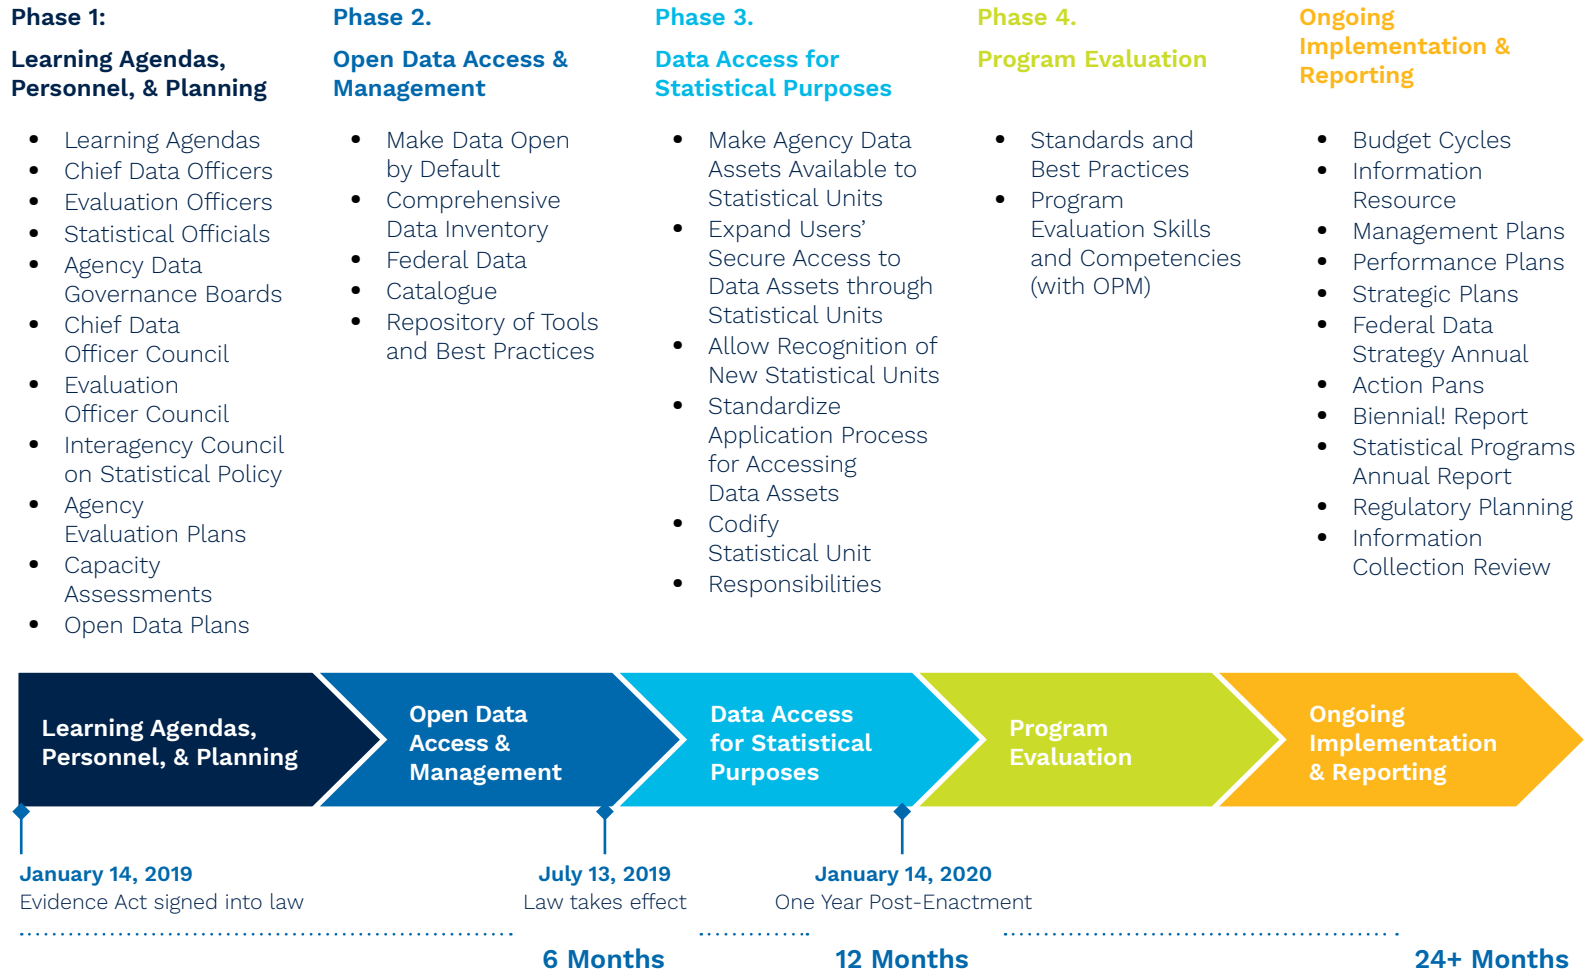 Phase 1:
Learning Agendas,
Personnel, & Planning
• Learning Agendas
• Chief Data Officers
• Evaluation Officers
• Statistical Officials
• Agency Data
Governance Boards
• Chief Data
Officer Council
• Evaluation
Officer Council
• Interagency Council
on Statistical Policy
• Agency
Evaluation Plans
• Capacity
Assessments
• Open Data Plans
Phase 2.
Open Data Access &
Management
• Make Data Open
by Default
• Comprehensive
Data Inventory
• Federal Data
• Catalogue
• Repository of Tools
and Best Practices
Phase 3.
Data Access for
Statistical Purposes
• Make Agency Data
Assets Available to
Statistical Units
• Expand Users’
Secure Access to
Data Assets through
Statistical Units
• Allow Recognition of
New Statistical Units
• Standardize
Application Process
for Accessing
Data Assets
• Codify
Statistical Unit
• Responsibilities
Phase 4.
Program Evaluation
• Standards and
Best Practices
• Program
Evaluation Skills
and Competencies
(with OPM)
Ongoing
Implementation &
Reporting
• Budget Cycles
• Information
Resource
• Management Plans
• Performance Plans
• Strategic Plans
• Federal Data
Strategy Annual
• Action Pans
• Biennial! Report
• Statistical Programs
Annual Report
• Regulatory Planning
• Information
Collection Review
Learning Agendas,
Personnel, & Planning
Open Data
Access &
Management
Data Access
for Statistical
Purposes
Program
Evaluation
Ongoing
Implementation
& Reporting
January 14, 2019
Evidence Act signed into law
July 13, 2019
Law takes effect
January 14, 2020
One Year Post-Enactment
6 Months
12 Months
24+ Months